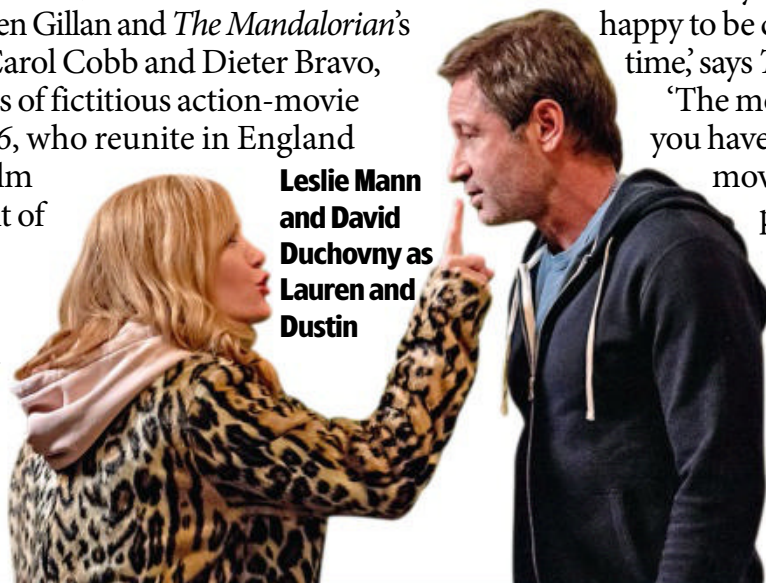 en Gillan and The Mandalorian's
Carol Cobb and Dieter Bravo,
s of fictitious action-movie
6, who reunite in England
lm
t of
Leslie Mann
and David
Duchovny as
Lauren and
Dustin
happy to be
time,' says
'The
you have
mov